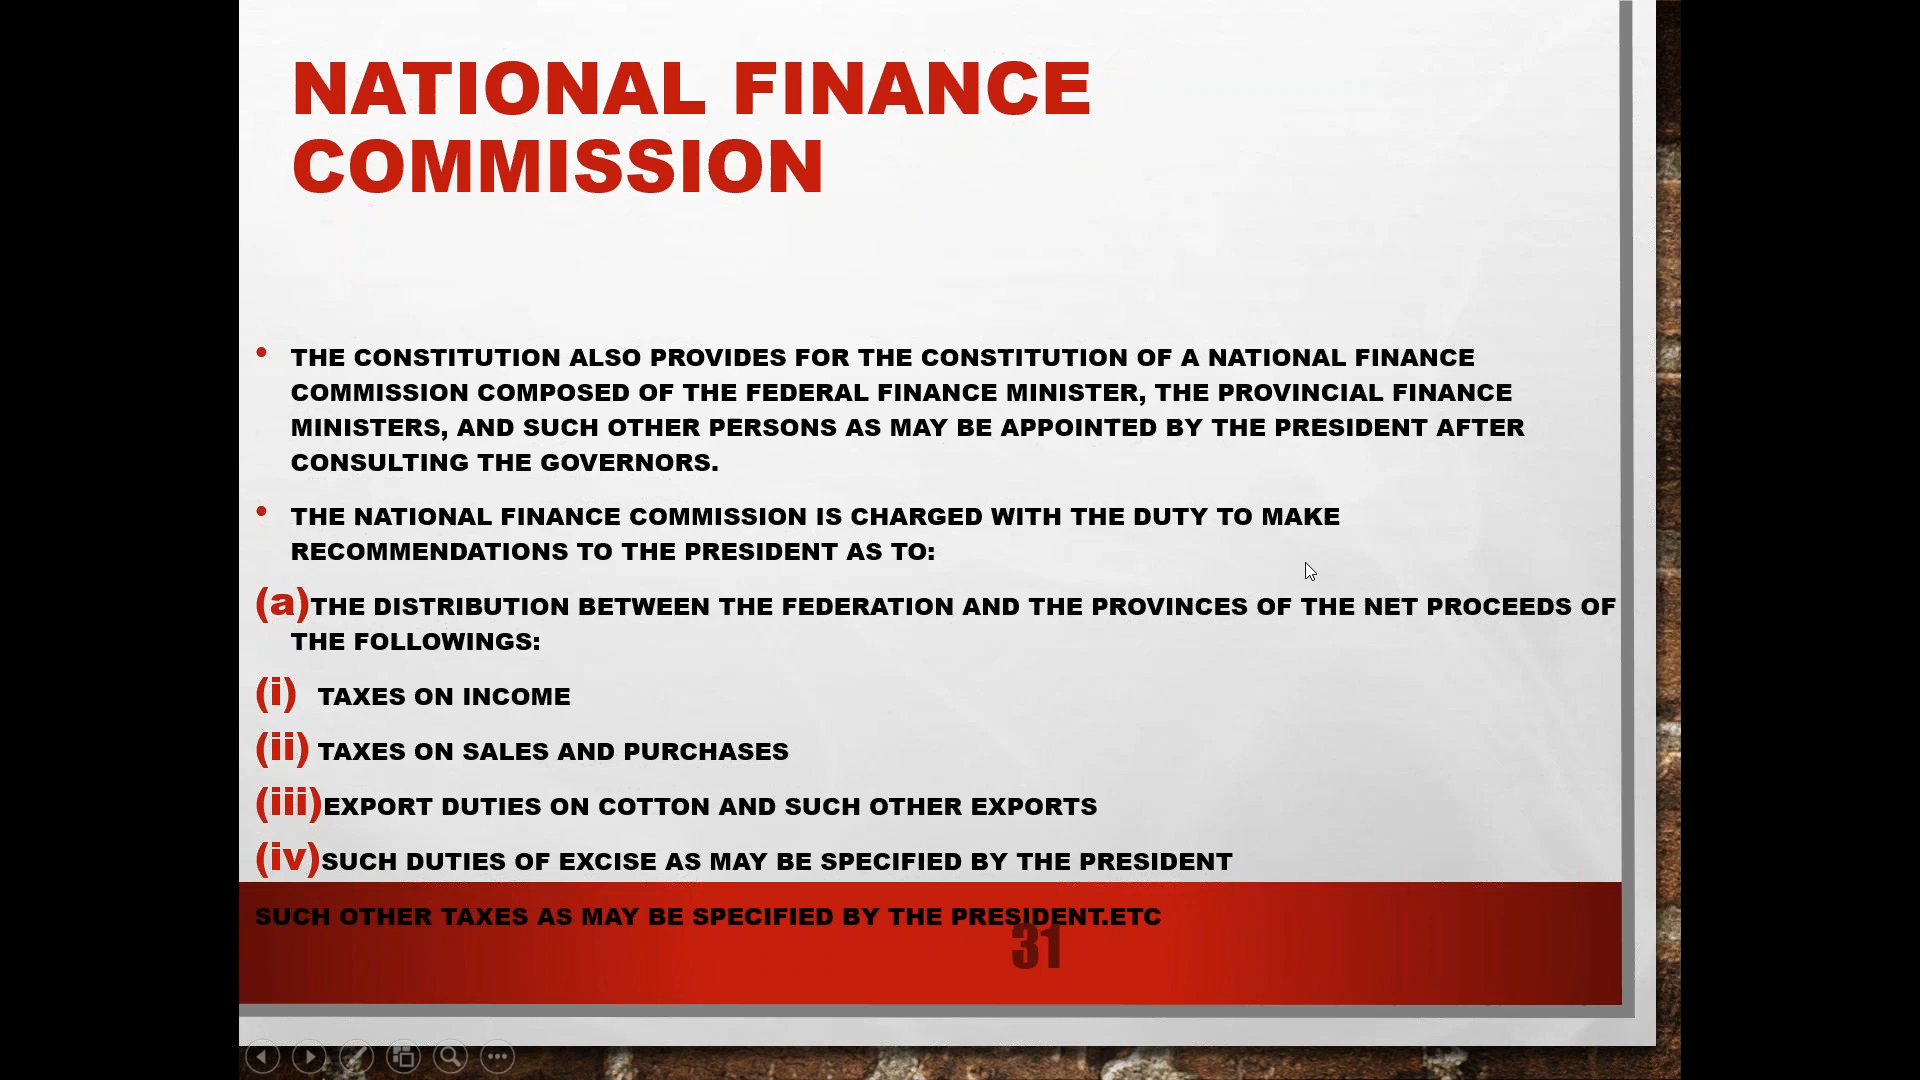 NATIONAL FINANCE
COMMISSION
• THE CONSTITUTION ALSO PROVIDES FOR THE CONSTITUTION OF A NATIONAL FINANCE
COMMISSION COMPOSED OF THE FEDERAL FINANCE MINISTER, THE PROVINCIAL FINANCE
MINISTERS, AND SUCH OTHER PERSONS AS MAY BE APPOINTED BY THE PRESIDENT AFTER
CONSULTING THE GOVERNORS.
• THE NATIONAL FINANCE COMMISSION IS CHARGED WITH THE DUTY TO MAKE
RECOMMENDATIONS TO THE PRESIDENT AS TO:
(a)THE DISTRIBUTION BETWEEN THE FEDERATION AND THE PROVINCES OF THE NET PROCEEDS OF
THE FOLLOWINGS:
(i) TAXES ON INCOME
(ii) TAXES ON SALES AND PURCHASES
(iii)EXPORT DUTIES ON COTTON AND SUCH OTHER EXPORTS
(iv)SUCH DUTIES OF EXCISE AS MAY BE SPECIFIED BY THE PRESIDENT
SUCH OTHER TAXES AS MAY BE SPECIFIED BY THE PRESIDENT.ETC
31